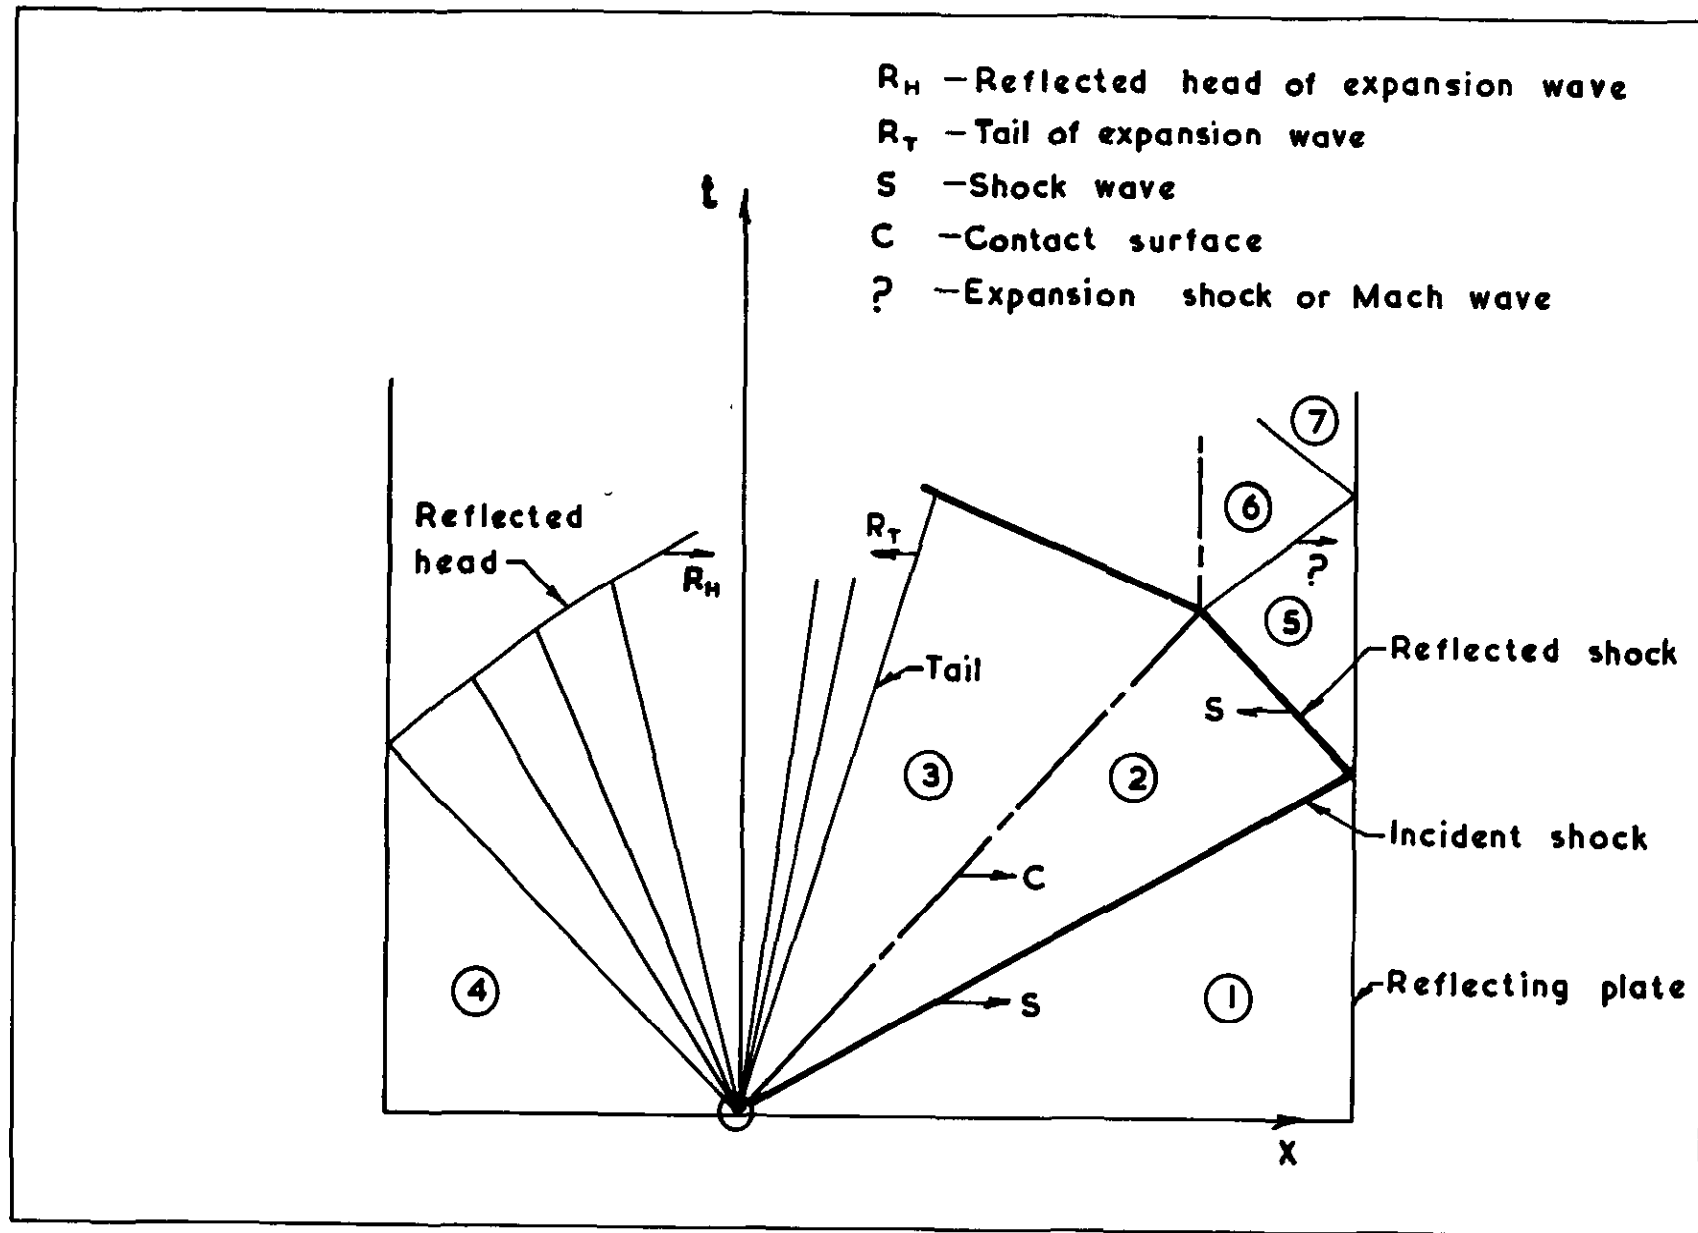 R_H – Reflected head of expansion wave
R_T – Tail of expansion wave
S – Shock wave
C – Contact surface
? – Expansion shock or Mach wave
t
7
6
Reflected
head
R_H
R_T
?
5
Reflected shock
Tail
S
3
2
Incident shock
C
4
S
1
Reflecting plate
X